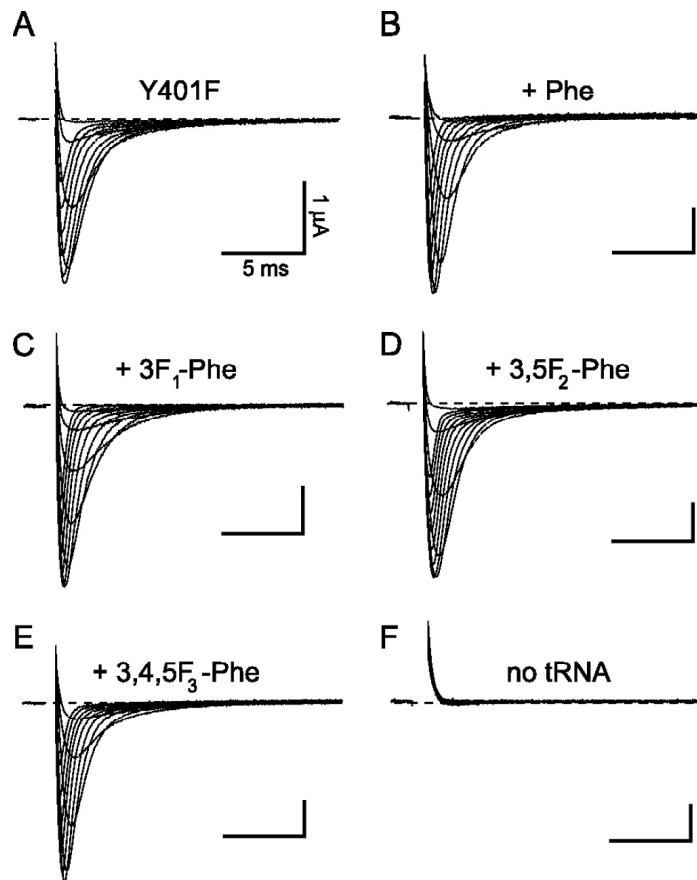 A
Y401F
1 µA
5 ms
B
+ Phe
C
+ 3F₁-Phe
D
+ 3,5F₂-Phe
E
+ 3,4,5F₃-Phe
F
no tRNA